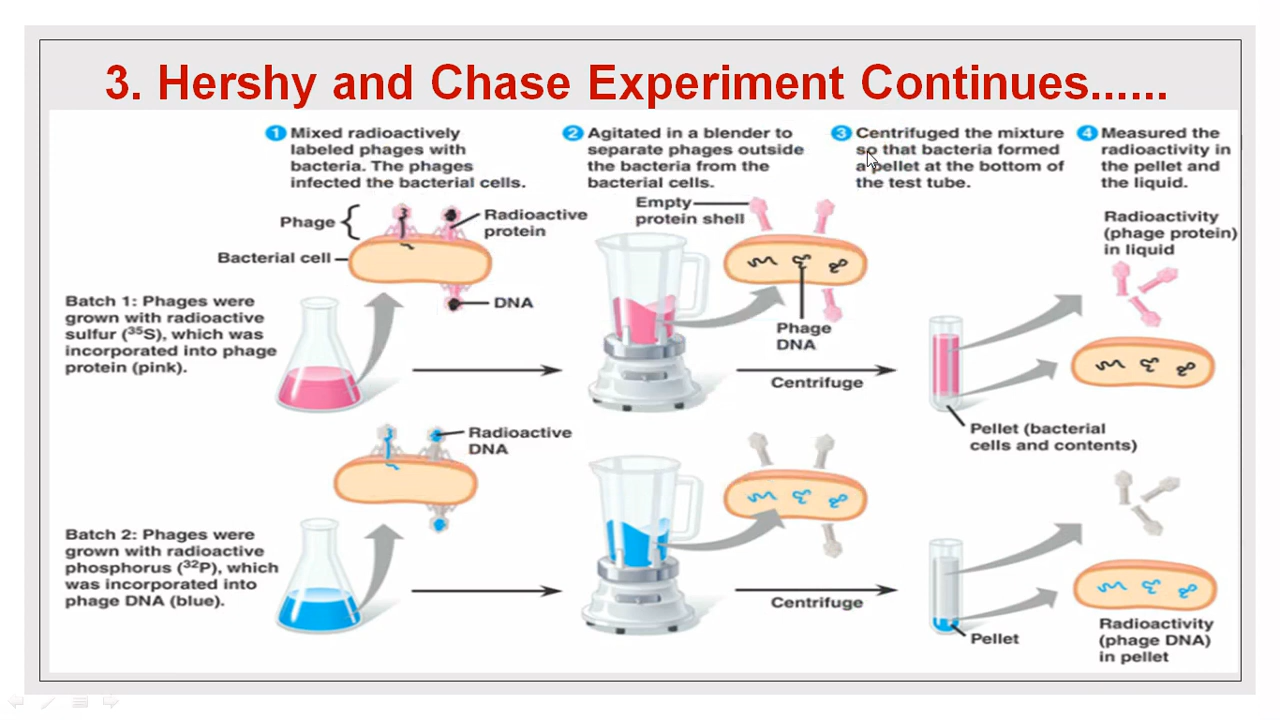 3. Hershy and Chase Experiment Continues......
1 Mixed radioactively
labeled phages with
bacteria. The phages
infected the bacterial cells.
2 Agitated in a blender to
separate phages outside
the bacteria from the
bacterial cells.
3 Centrifuged the mixture
so that bacteria formed
a pellet at the bottom of
the test tube.
4 Measured the
radioactivity in
the pellet and
the liquid.
Phage
Radioactive
protein
Bacterial cell
DNA
Empty
protein shell
Phage
DNA
Radioactivity
(phage protein)
in liquid
Batch 1: Phages were
grown with radioactive
sulfur (35S), which was
incorporated into phage
protein (pink).
Centrifuge
Pellet (bacterial
cells and contents)
Radioactive
DNA
Batch 2: Phages were
grown with radioactive
phosphorus (32P), which
was incorporated into
phage DNA (blue).
Centrifuge
Pellet
Radioactivity
(phage DNA)
in pellet